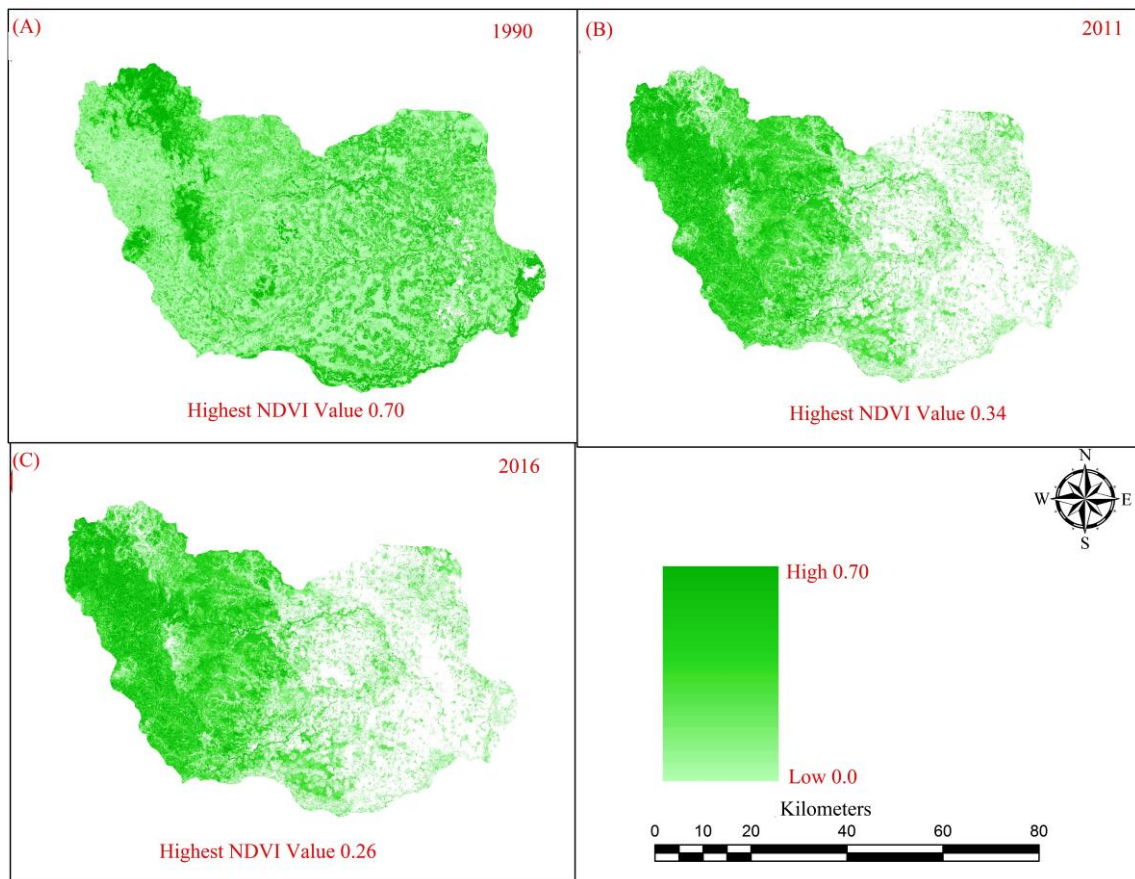 (A)
1990
Highest NDVI Value 0.70
(B)
2011
Highest NDVI Value 0.34
(C)
2016
Highest NDVI Value 0.26
N
W
E
S
High 0.70
Low 0.0
Kilometers
0 10 20 40 60 80